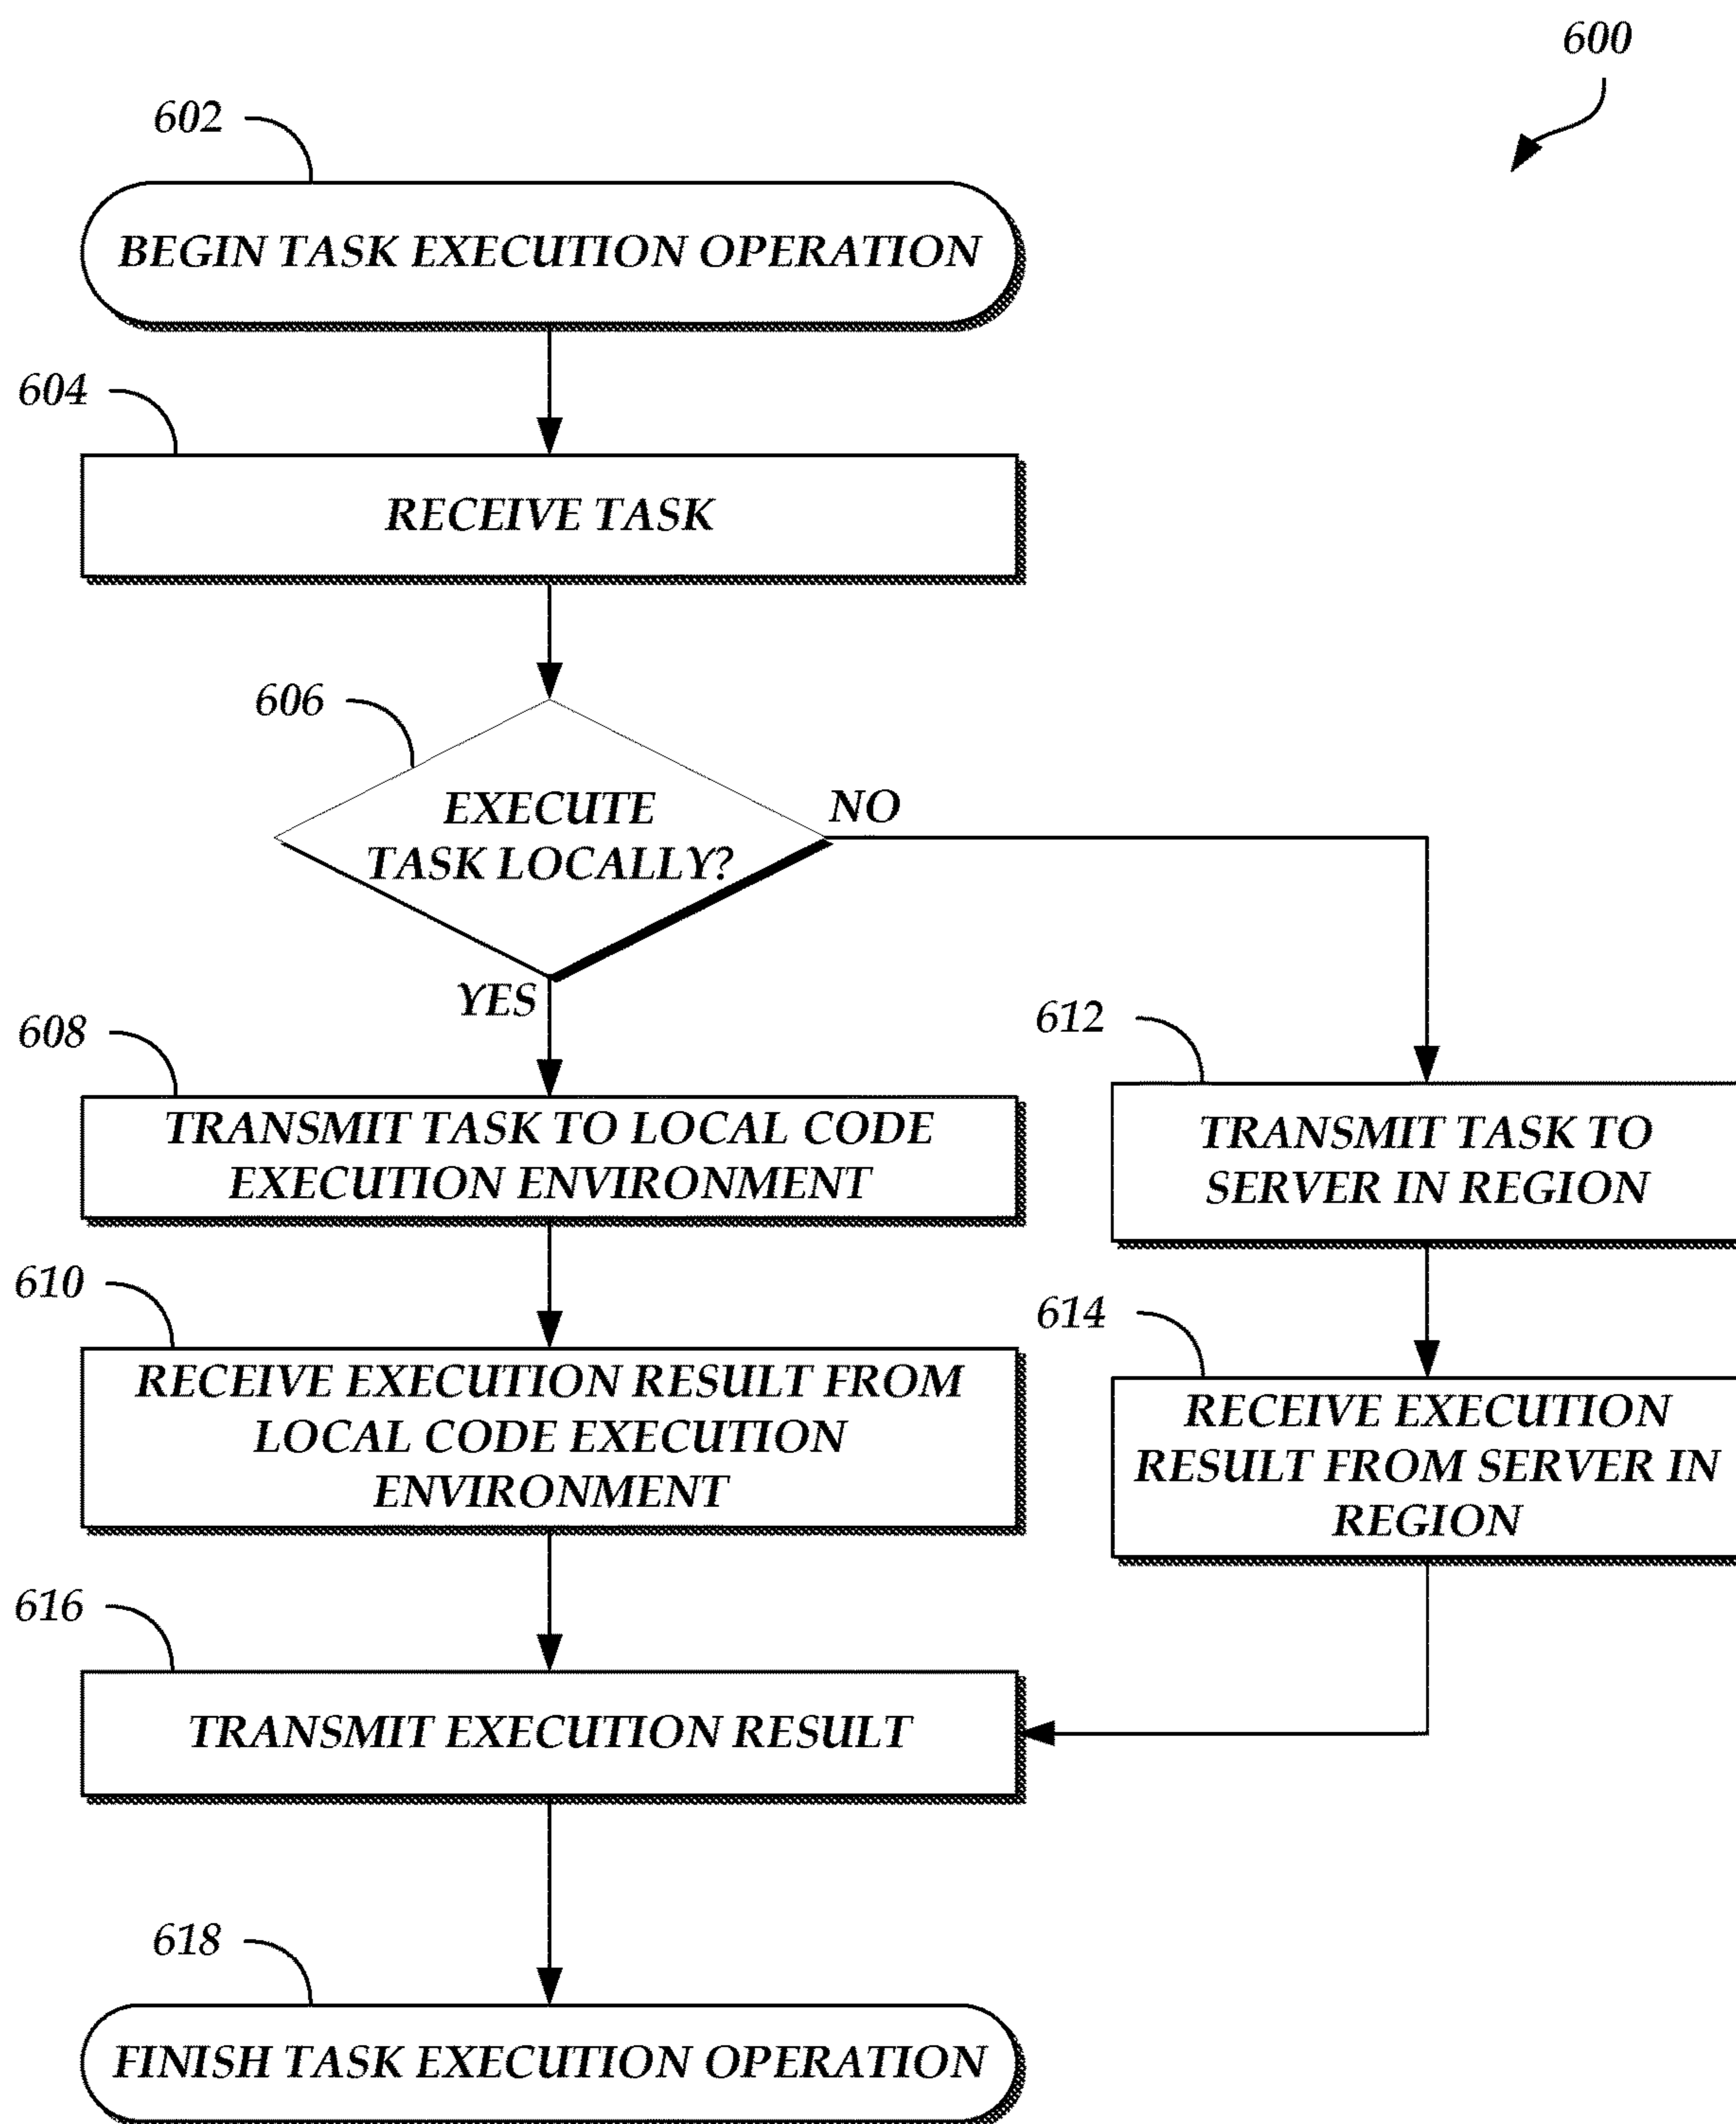 600
602
BEGIN TASK EXECUTION OPERATION
604
RECEIVE TASK
606
EXECUTE
TASK LOCALLY?
NO
YES
608
TRANSMIT TASK TO LOCAL CODE
EXECUTION ENVIRONMENT
612
TRANSMIT TASK TO
SERVER IN REGION
610
RECEIVE EXECUTION RESULT FROM
LOCAL CODE EXECUTION
ENVIRONMENT
614
RECEIVE EXECUTION
RESULT FROM SERVER IN
REGION
616
TRANSMIT EXECUTION RESULT
618
FINISH TASK EXECUTION OPERATION